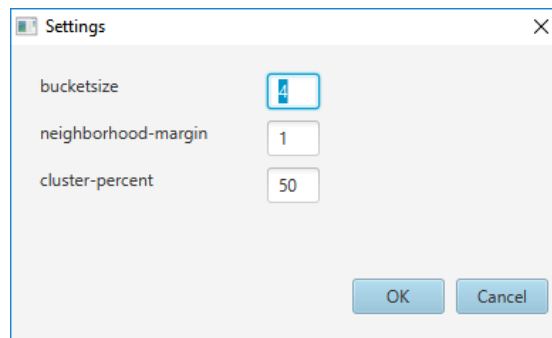 Settings
bucketsize 4
neighborhood-margin 1
cluster-percent 50
OK Cancel